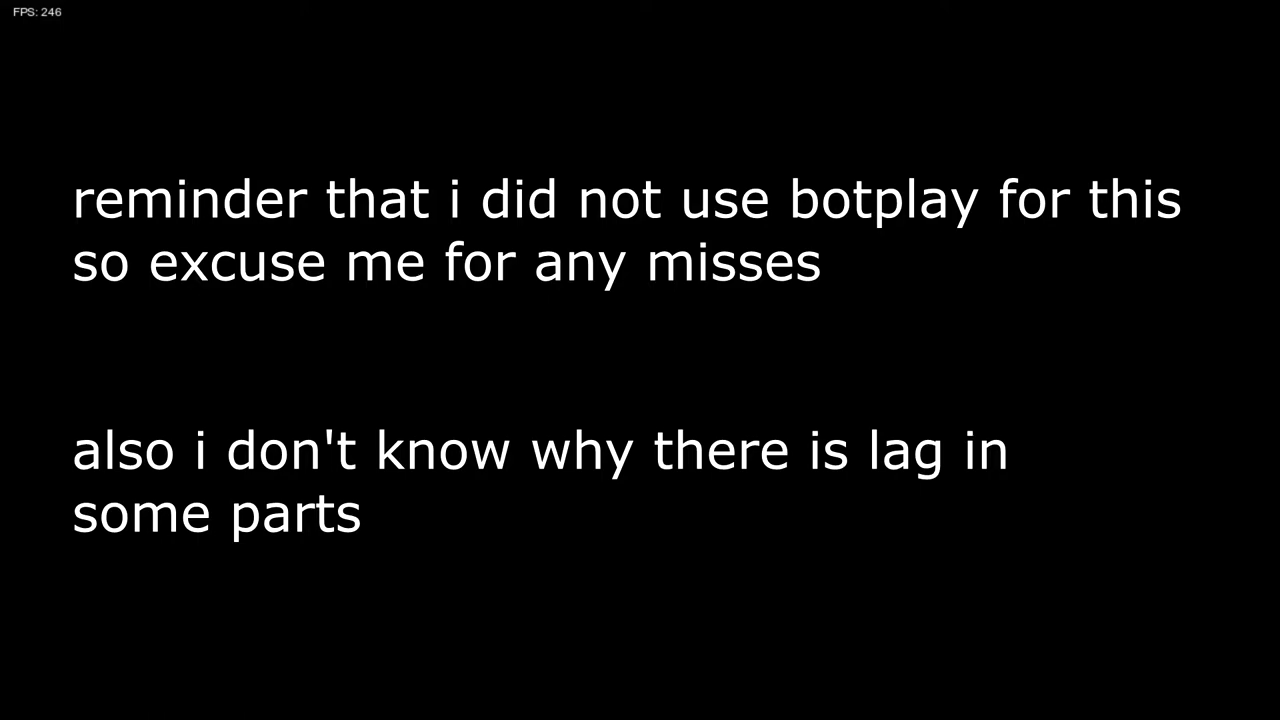 FPS: 246
reminder that i did not use botplay for this
so excuse me for any misses
also i don't know why there is lag in
some parts